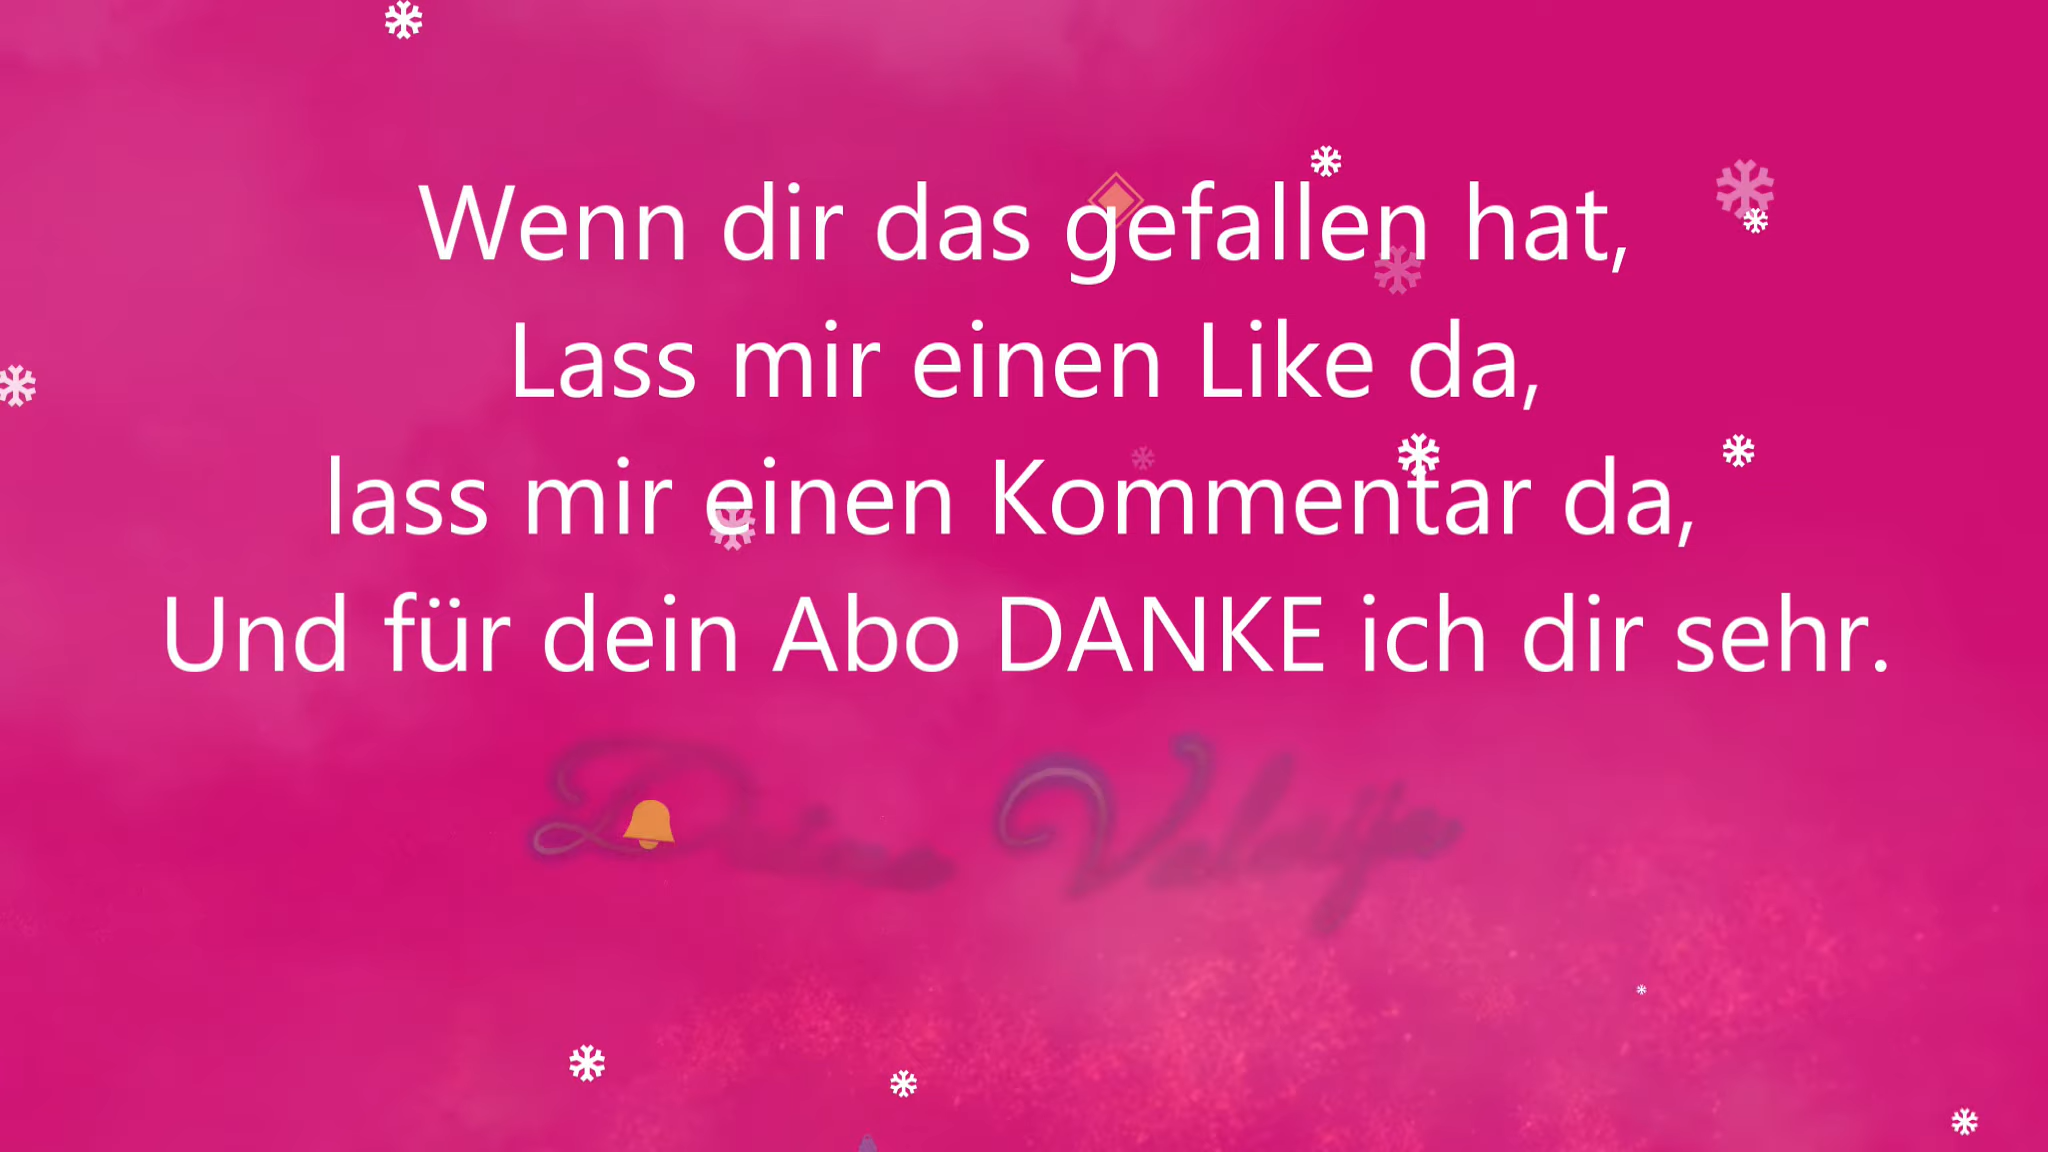 Wenn dir das gefallen hat,
Lass mir einen Like da,
lass mir einen Kommentar da,
Und für dein Abo DANKE ich dir sehr.
Deine